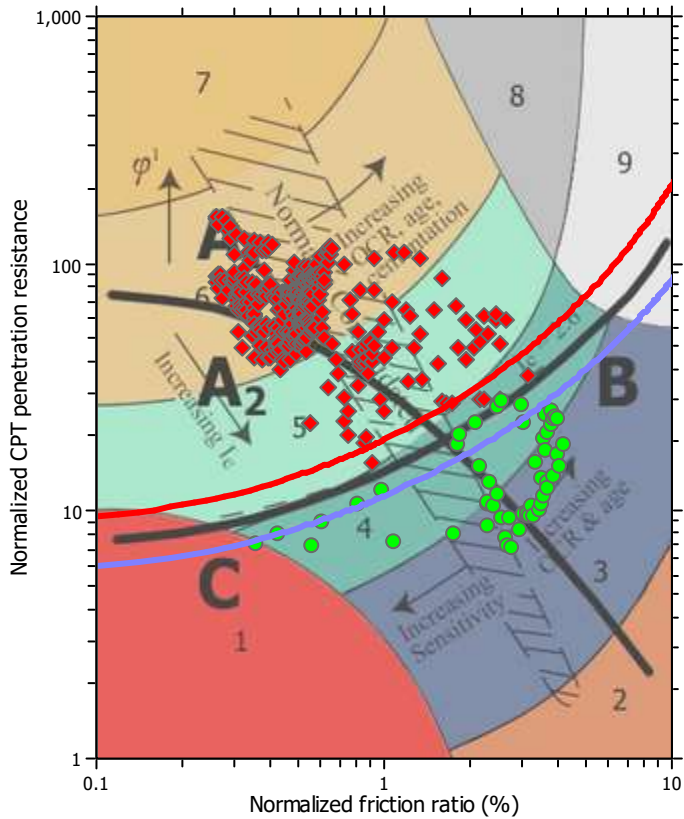 1,000
7
8
9
φ'
Increasing
OCR, age,
cementation
100
6
Normalized CPT penetration resistance
Increasing Ic
A2
B
5
10
4
Increasing
OCR & age
C
3
Increasing
Sensitivity
1
2
1
0.1
1
10
Normalized friction ratio (%)